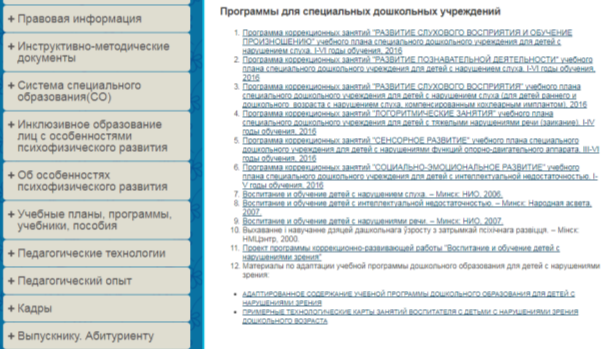 + Правовая информация
+ Инструктивно-методические
документы
+ Система специального
образования(СО)
+ Инклюзивное образование
лиц с особенностями
психофизического развития
+ Об особенностях
психофизического развития
+ Учебные планы, программы,
учебники, пособия
+ Педагогические технологии
+ Педагогический опыт
+ Кадры
+ Выпускнику. Абитуриенту
Программы для специальных дошкольных учреждений
1. Программа коррекционных занятий "РАЗВИТИЕ СЛУХОВОГО ВОСПРИЯТИЯ И ОБУЧЕНИЕ
ПРОИЗНОШЕНИЮ" учебного плана специального дошкольного учреждения для детей с
нарушением слуха. I-VI годы обучения. 2016
2. Программа коррекционных занятий "РАЗВИТИЕ ПОЗНАВАТЕЛЬНОЙ ДЕЯТЕЛЬНОСТИ" учебного
плана специального дошкольного учреждения для детей с нарушением слуха. I-VI годы обучения,
2016
3. Программа коррекционных занятий "РАЗВИТИЕ СЛУХОВОГО ВОСПРИЯТИЯ" учебного плана
специального дошкольного учреждения для детей с нарушением слуха (для детей раннего и
дошкольного возраста с нарушением слуха, компенсированным кохлеарным имплантом). 2016
4. Программа коррекционных занятий "ЛОГОРИТМИЧЕСКИЕ ЗАНЯТИЯ" учебного плана
специального дошкольного учреждения для детей с тяжелыми нарушениями речи (заикание). I-IV
годы обучения, 2016
5. Программа коррекционных занятий "СЕНСОРНОЕ РАЗВИТИЕ" учебного плана специального
дошкольного учреждения для детей с нарушениями функций опорно-двигательного аппарата. III-VI
годы обучения. 2016
6. Программа коррекционных занятий "СОЦИАЛЬНО-ЭМОЦИОНАЛЬНОЕ РАЗВИТИЕ" учебного
плана специального дошкольного учреждения для детей с интеллектуальной недостаточностью. I-
V годы обучения, 2016
7. Воспитание и обучение детей с нарушением слуха. – Минск: НИО, 2006.
8. Воспитание и обучение детей с интеллектуальной недостаточностью. – Минск: Народная асвета,
2007.
9. Воспитание и обучение детей с нарушениями речи. – Минск: НИО, 2007.
10. Выхаванне і навучанне дзяцей дашкольнага ўзросту з затрымкай псіхічнага развіцця. – Мінск:
НМЦэнтр, 2000.
11. Проект программы коррекционно-развивающей работы "Воспитание и обучение детей с
нарушениями зрения"
12. Материалы по адаптации учебной программы дошкольного образования для детей с нарушениями
зрения:
• АДАПТИРОВАННОЕ СОДЕРЖАНИЕ УЧЕБНОЙ ПРОГРАММЫ ДОШКОЛЬНОГО ОБРАЗОВАНИЯ ДЛЯ ДЕТЕЙ С
НАРУШЕНИЯМИ ЗРЕНИЯ
• ПРИМЕРНЫЕ ТЕХНОЛОГИЧЕСКИЕ КАРТЫ ЗАНЯТИЙ ВОСПИТАТЕЛЯ С ДЕТЬМИ С НАРУШЕНИЯМИ ЗРЕНИЯ
ДОШКОЛЬНОГО ВОЗРАСТА